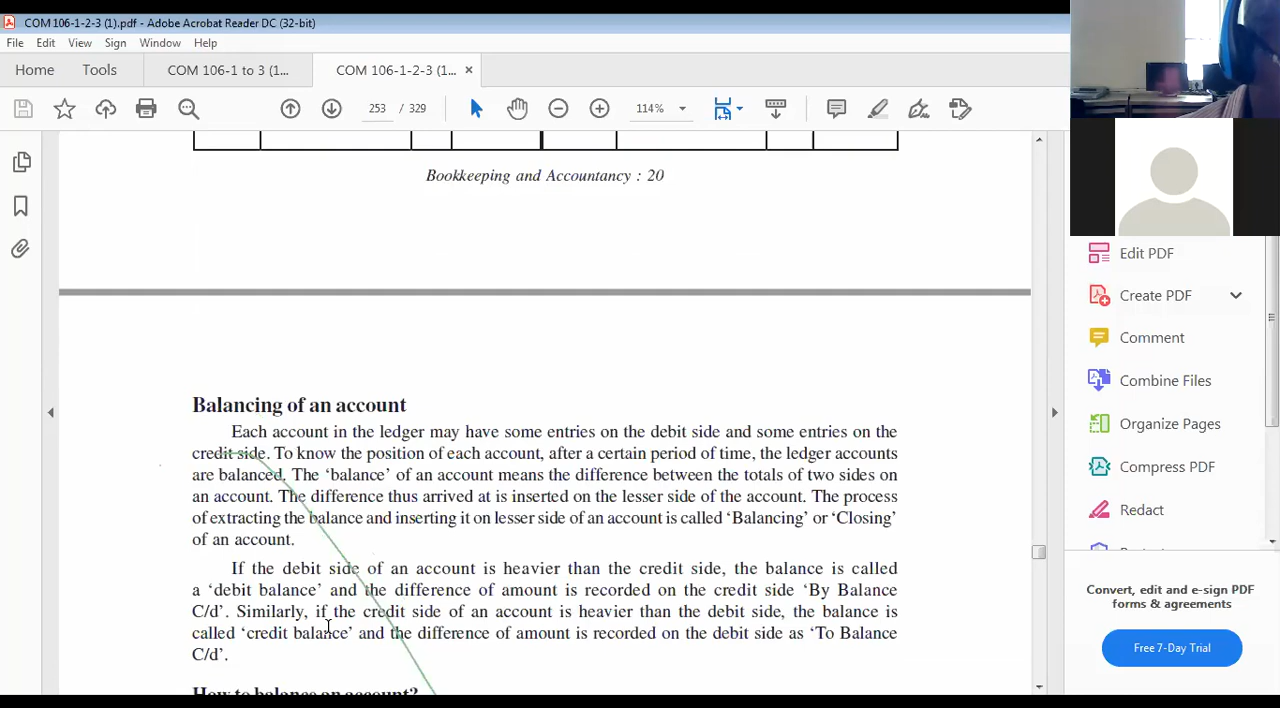 COM 106-1-2-3 (1).pdf - Adobe Acrobat Reader DC (32-bit)
File Edit View Sign Window Help
Home Tools COM 106-1 to 3 (1... COM 106-1-2-3 (1... ×
253 / 329 114%
Bookkeeping and Accountancy : 20
Balancing of an account
Each account in the ledger may have some entries on the debit side and some entries on the
credit side. To know the position of each account, after a certain period of time, the ledger accounts
are balanced. The ‘balance’ of an account means the difference between the totals of two sides on
an account. The difference thus arrived at is inserted on the lesser side of the account. The process
of extracting the balance and inserting it on lesser side of an account is called ‘Balancing’ or ‘Closing’
of an account.
If the debit side of an account is heavier than the credit side, the balance is called
a ‘debit balance’ and the difference of amount is recorded on the credit side ‘By Balance
C/d’. Similarly, if the credit side of an account is heavier than the debit side, the balance is
called ‘credit balance’ and the difference of amount is recorded on the debit side as ‘To Balance
C/d’.
How to balance an account?
Edit PDF
Create PDF
Comment
Combine Files
Organize Pages
Compress PDF
Redact
Convert, edit and e-sign PDF
forms & agreements
Free 7-Day Trial